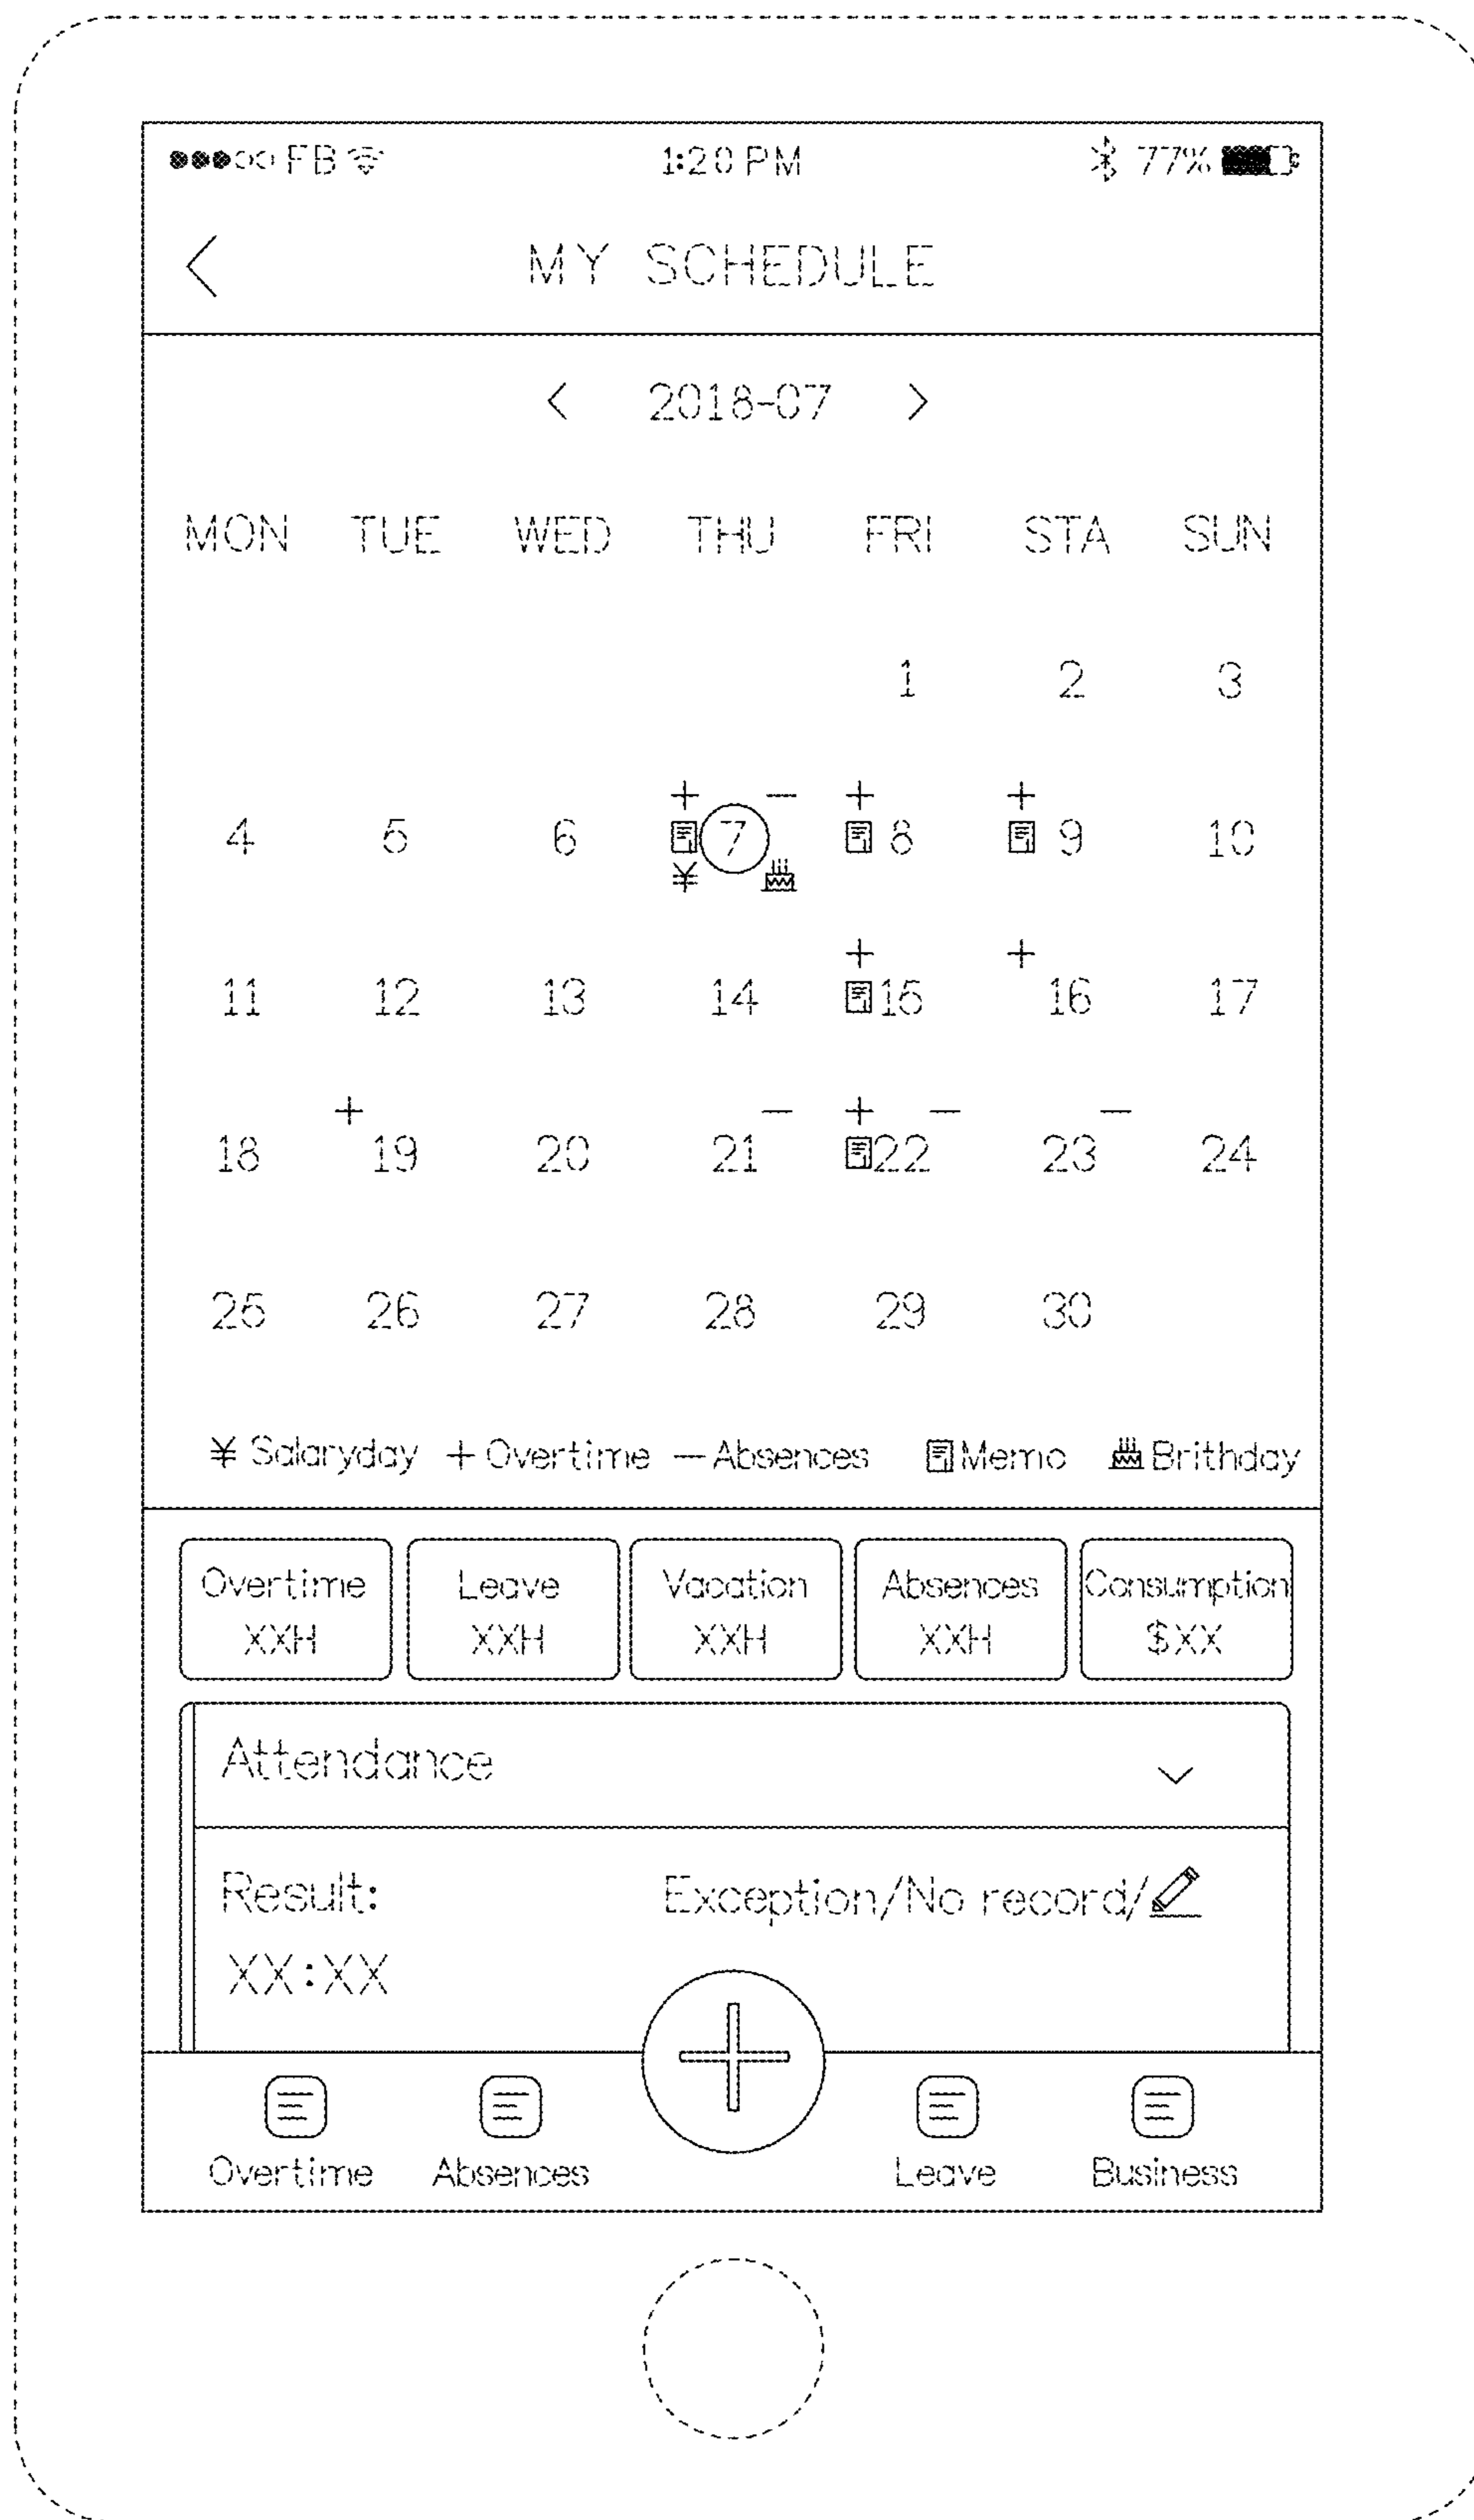 FB 1:20 PM 77%
MY SCHEDULE
< 2018-07 >
MON TUE WED THU FRI STA SUN
1 2 3
+ − + +
4 5 6 7 8 9 10
¥
+ +
11 12 13 14 15 16 17
+ − + − −
18 19 20 21 22 23 24
25 26 27 28 29 30
¥ Salaryday + Overtime — Absences Memo Brithday
Overtime Leave Vacation Absences Consumption
XXH XXH XXH XXH $XX
Attendance
Result: Exception/No record/
XX:XX
Overtime Absences Leave Business